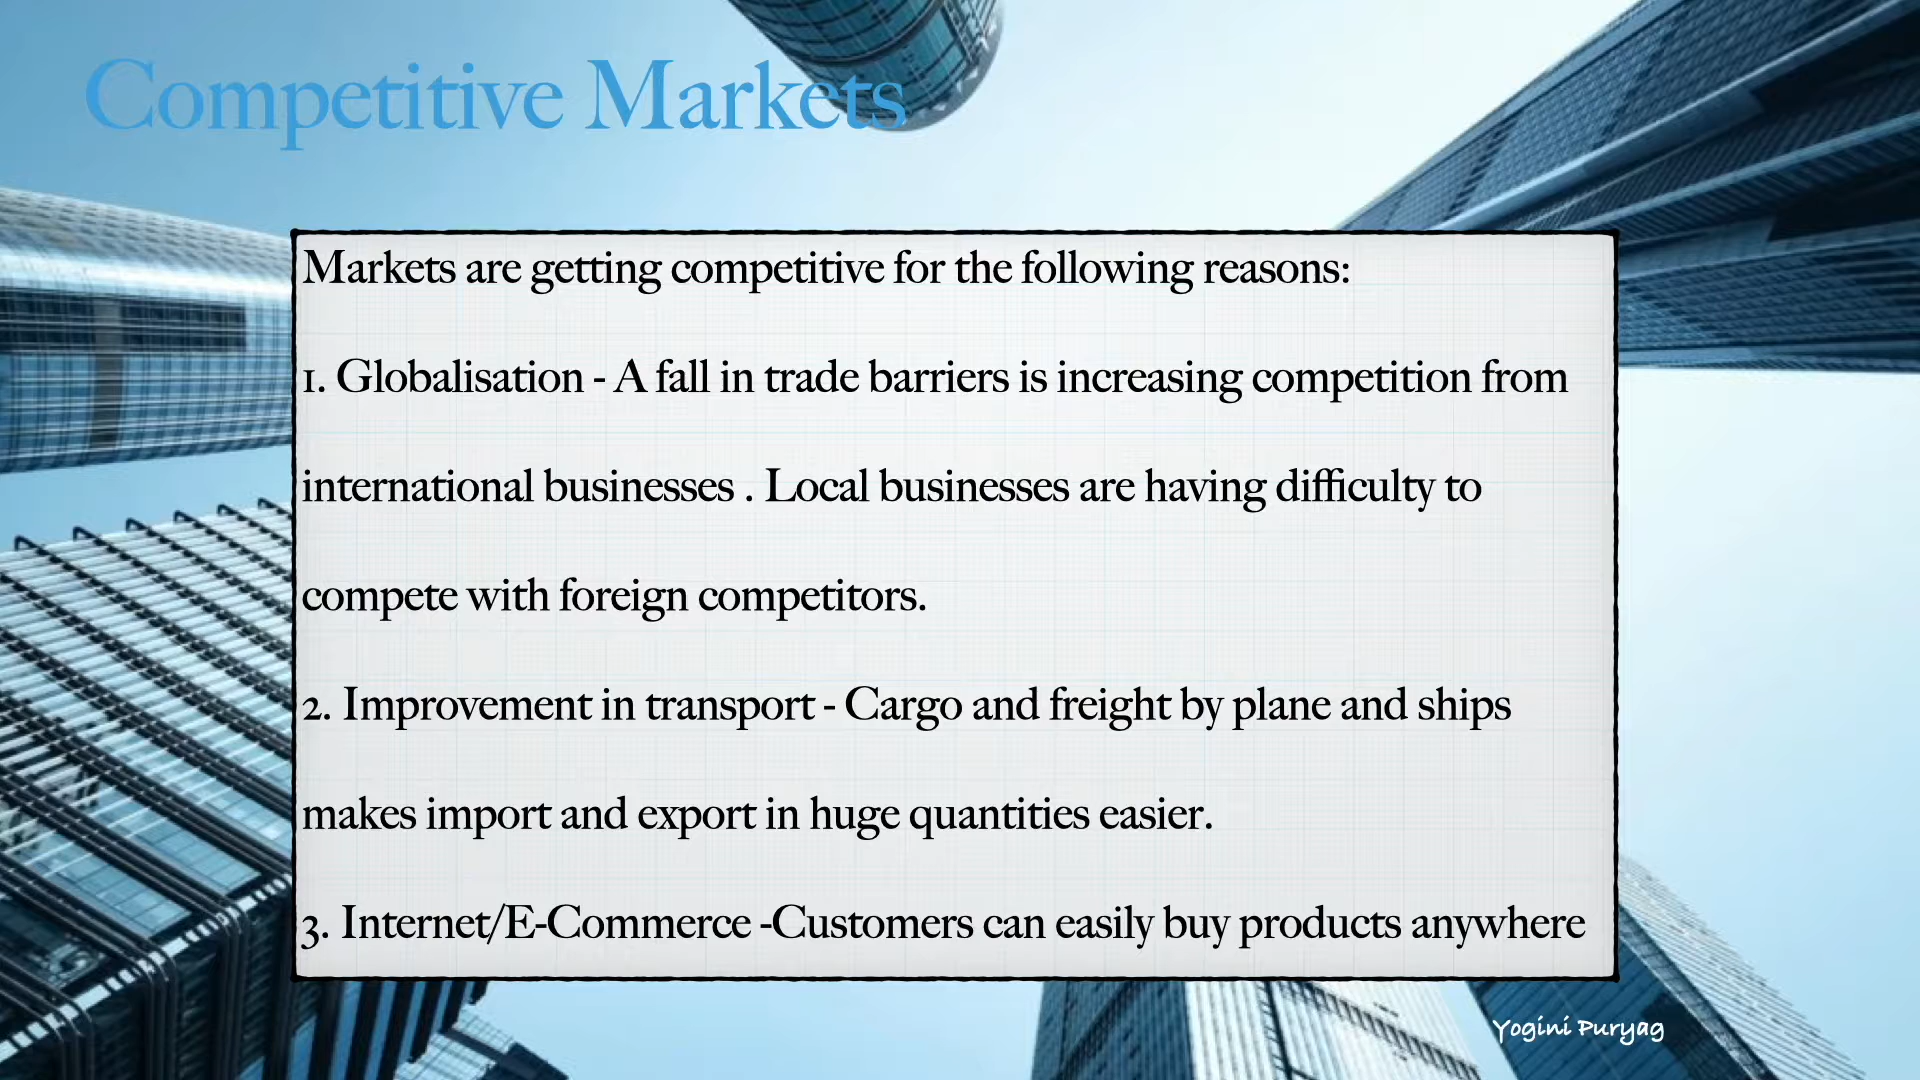 Competitive Markets
Markets are getting competitive for the following reasons:
1. Globalisation - A fall in trade barriers is increasing competition from
international businesses . Local businesses are having difficulty to
compete with foreign competitors.
2. Improvement in transport - Cargo and freight by plane and ships
makes import and export in huge quantities easier.
3. Internet/E-Commerce -Customers can easily buy products anywhere
Yogini Puryag